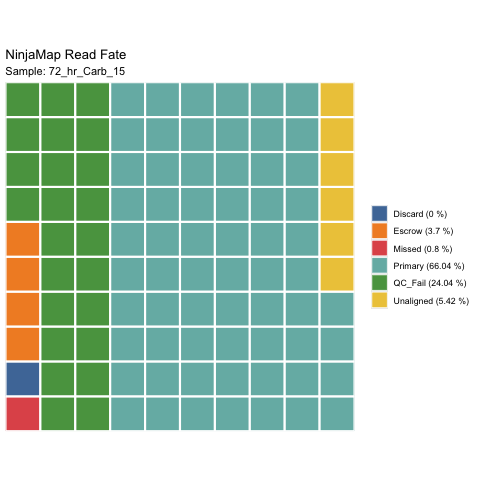 NinjaMap Read Fate
Sample: 72_hr_Carb_15
Discard (0 %)
Escrow (3.7 %)
Missed (0.8 %)
Primary (66.04 %)
QC_Fail (24.04 %)
Unaligned (5.42 %)